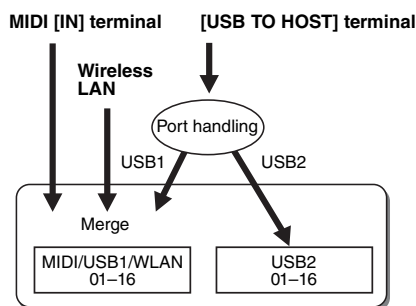 MIDI [IN] terminal
[USB TO HOST] terminal
Wireless
LAN
Port handling
USB1
USB2
Merge
MIDI/USB1/WLAN
01–16
USB2
01–16